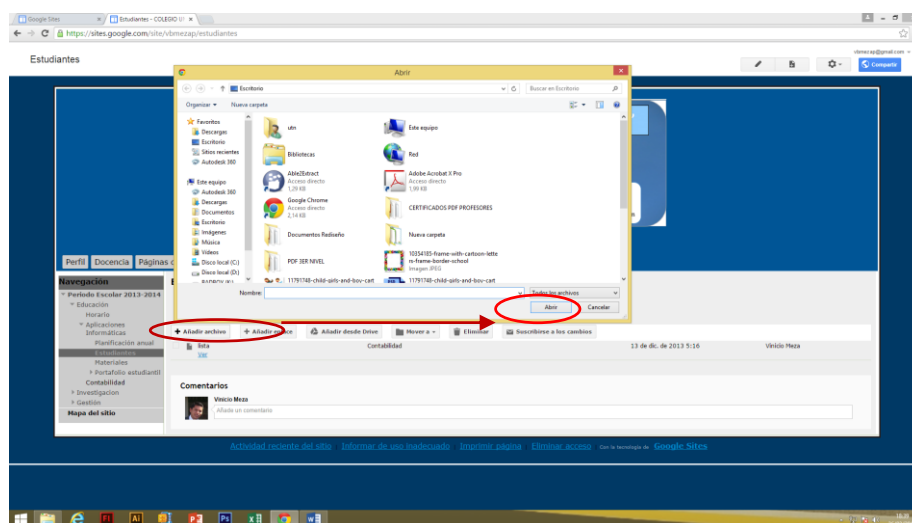 Google Sites
Estudiantes - COLEGIO
https://sites.google.com/site/vbmezap/estudiantes
Estudiantes
vbmezap@gmail.com
Compartir
Abrir
Escritorio
Buscar en Escritorio
Organizar
Nueva carpeta
Favoritos
Descargas
Escritorio
Sitios recientes
Autodesk 360
Este equipo
Autodesk 360
Descargas
Documentos
Escritorio
Imágenes
Música
Vídeos
Disco local (C:)
Disco local (D:)
utn
Este equipo
Bibliotecas
Red
Able2Extract
Acceso directo
1,29 KB
Adobe Acrobat X Pro
Acceso directo
1,99 KB
Google Chrome
Acceso directo
2,14 KB
CERTIFICADOS PDF PROFESORES
Documentos Rediseño
Nueva carpeta
PDF 3ER NIVEL
10354185-frame-with-cartoon-lette
rs-frame-border-school
Imagen JPEG
11791748-child-girls-and-boy-cart
11791748-child-girls-and-boy-cart
Nombre:
Todos los archivos
Abrir
Cancelar
Perfil
Docencia
Páginas
Navegación
Periodo Escolar 2013-2014
Educación
Horario
Aplicaciones
Informáticas
Planificación anual
Estudiantes
Materiales
Portafolio estudiantil
Contabilidad
Investigacion
Gestión
Mapa del sitio
+ Añadir archivo
+ Añadir enlace
Añadir desde Drive
Mover a
Eliminar
Suscribirse a los cambios
lista
Contabilidad
13 de dic. de 2013 5:16
Vinicio Meza
Ver
Comentarios
Vinicio Meza
Añade un comentario
Actividad reciente del sitio
Informar de uso inadecuado
Imprimir página
Eliminar acceso
Con la tecnología de Google Sites